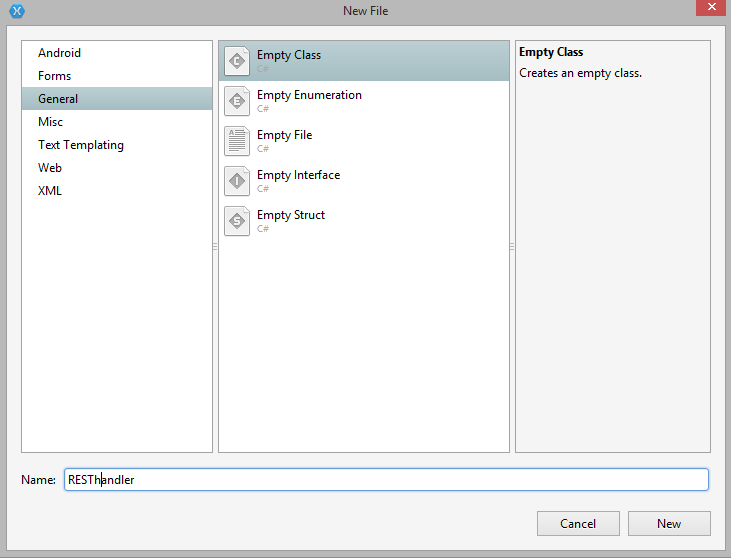 New File
Android
Forms
General
Misc
Text Templating
Web
XML
Empty Class
C#
Empty Enumeration
C#
Empty File
C#
Empty Interface
C#
Empty Struct
C#
Empty Class
Creates an empty class.
Name: RESThandler
Cancel New